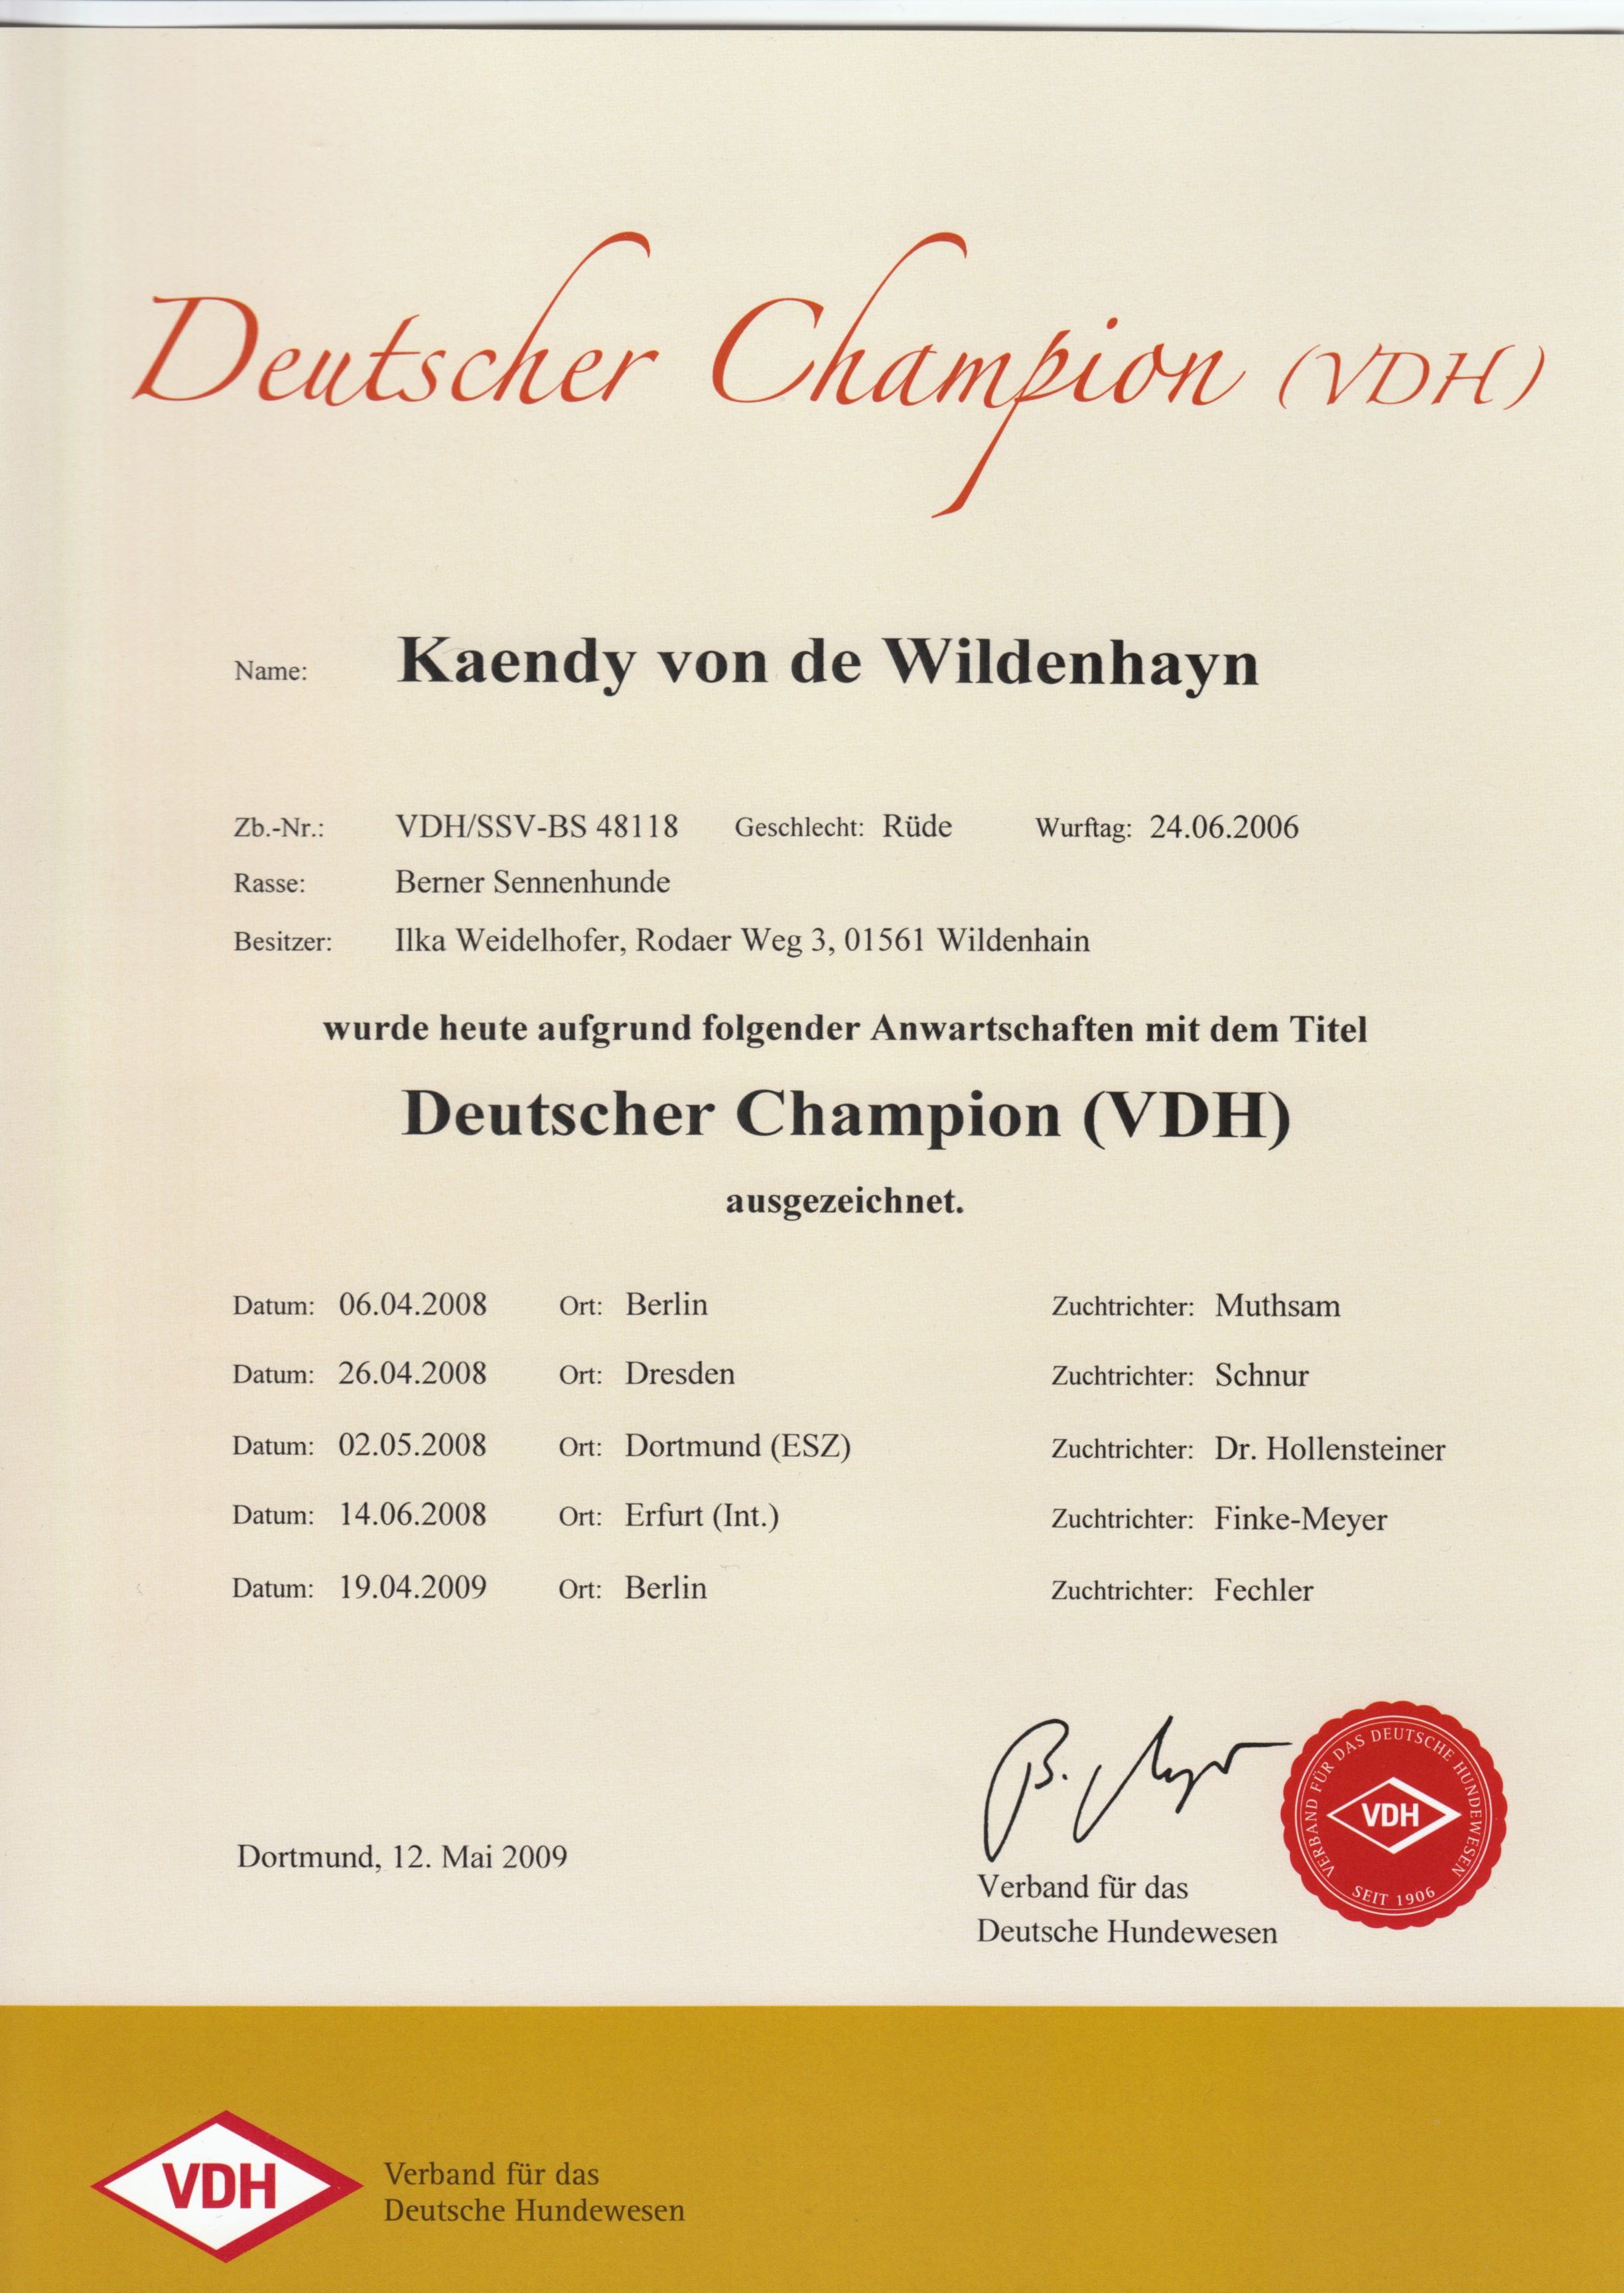 Deutscher Champion (VDH)
Name: Kaendy von de Wildenhayn
Zb.-Nr.: VDH/SSV-BS 48118 Geschlecht: Rüde Wurftag: 24.06.2006
Rasse: Berner Sennenhunde
Besitzer: Ilka Weidelhofer, Rodaer Weg 3, 01561 Wildenhain
wurde heute aufgrund folgender Anwartschaften mit dem Titel
Deutscher Champion (VDH)
ausgezeichnet.
Datum: 06.04.2008 Ort: Berlin Zuchtrichter: Muthsam
Datum: 26.04.2008 Ort: Dresden Zuchtrichter: Schnur
Datum: 02.05.2008 Ort: Dortmund (ESZ) Zuchtrichter: Dr. Hollensteiner
Datum: 14.06.2008 Ort: Erfurt (Int.) Zuchtrichter: Finke-Meyer
Datum: 19.04.2009 Ort: Berlin Zuchtrichter: Fechler
VERBAND FÜR DAS DEUTSCHE HUNDEWESEN
VDH
SEIT 1906
Dortmund, 12. Mai 2009
Verband für das
Deutsche Hundewesen
VDH
Verband für das
Deutsche Hundewesen